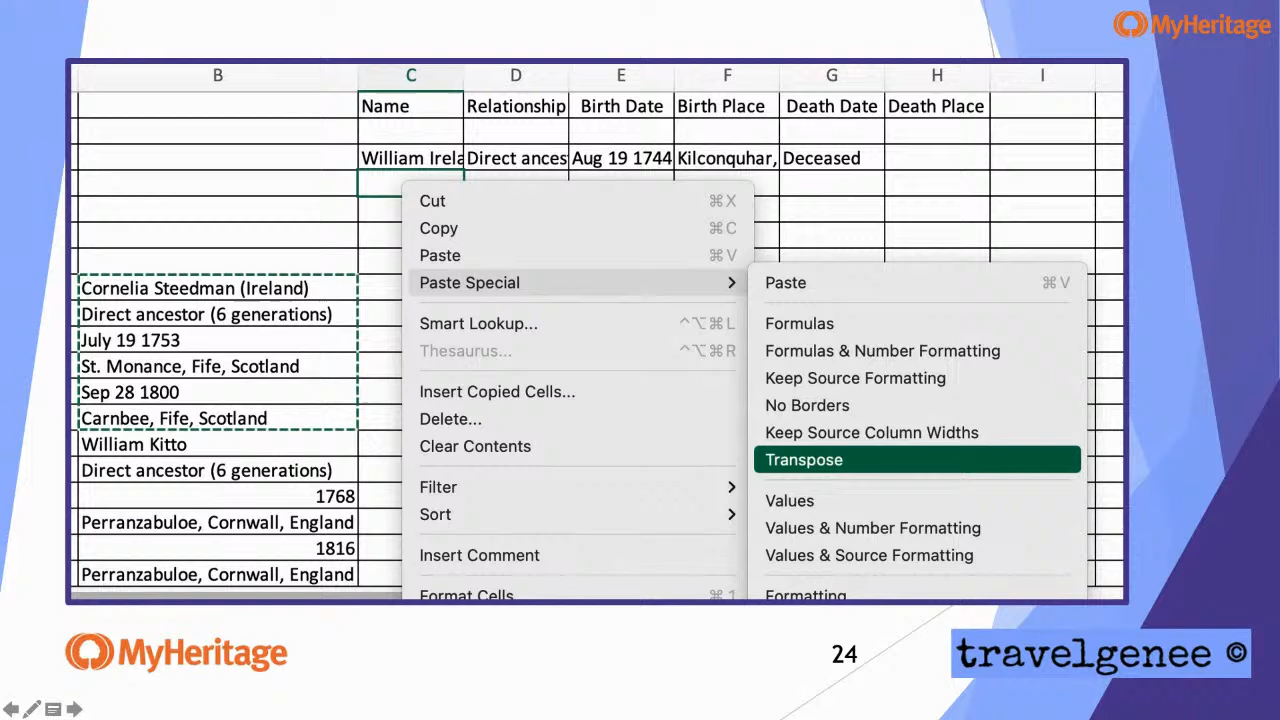 MyHeritage
B C D E F G H I
Name Relationship Birth Date Birth Place Death Date Death Place
William Irela Direct ances Aug 19 1744 Kilconquhar, Deceased
Cornelia Steedman (Ireland)
Direct ancestor (6 generations)
July 19 1753
St. Monance, Fife, Scotland
Sep 28 1800
Carnbee, Fife, Scotland
William Kitto
Direct ancestor (6 generations)
1768
Perranzabuloe, Cornwall, England
1816
Perranzabuloe, Cornwall, England
Cut ⌘X
Copy ⌘C
Paste ⌘V
Paste Special
Smart Lookup... ^⌥⌘L
Thesaurus... ^⌥⌘R
Insert Copied Cells...
Delete...
Clear Contents
Filter
Sort
Insert Comment
Format Cells ⌘1
Paste ⌘V
Formulas
Formulas & Number Formatting
Keep Source Formatting
No Borders
Keep Source Column Widths
Transpose
Values
Values & Number Formatting
Values & Source Formatting
Formatting
MyHeritage
24
travelgenee ©